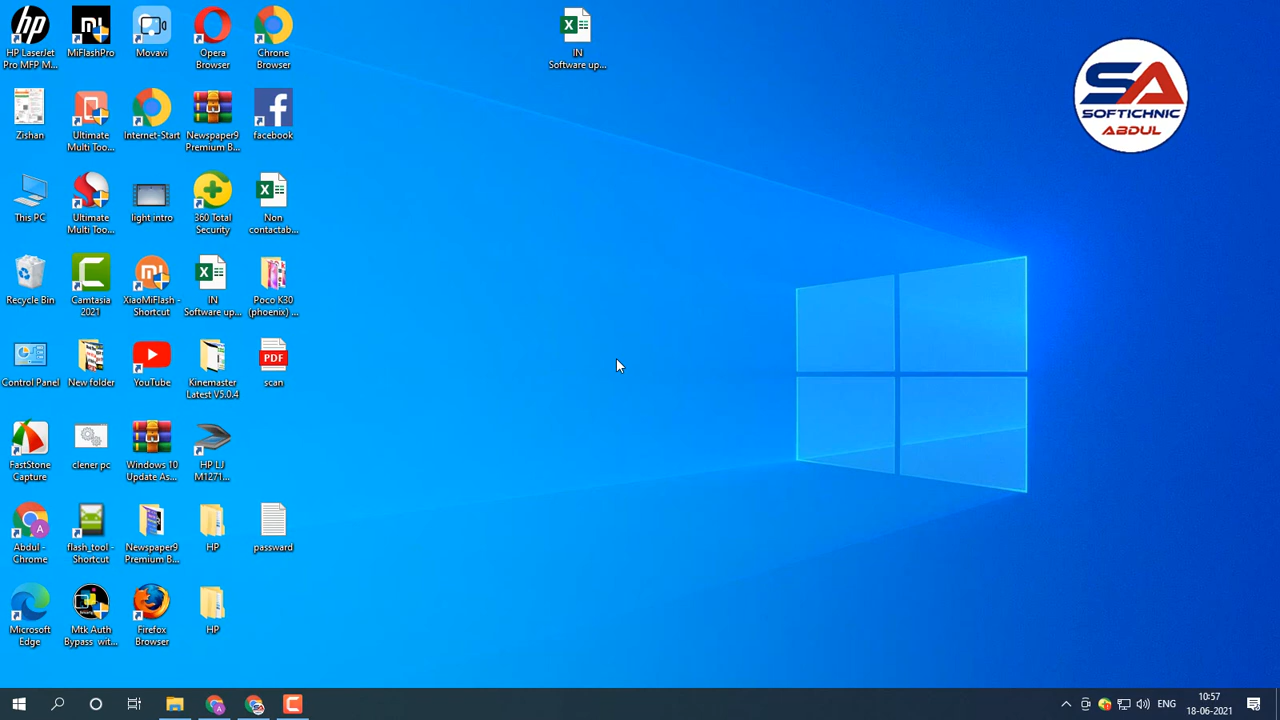 HP LaserJet
Pro MFP M...
MiFlashPro
Movavi
Opera
Browser
Chrone
Browser
IN
Software up...
SA
SOFTICHNIC
ABDUL
Zishan
Ultimate
Multi Too...
Internet-Start
Newspaper9
Premium B...
facebook
This PC
Ultimate
Multi Too...
light intro
360 Total
Security
Non
contactab...
Recycle Bin
Camtasia
2021
XiaoMiFlash -
Shortcut
IN
Software up...
Poco K30
(phoenix) ...
Control Panel
New folder
YouTube
Kinemaster
Latest V5.0.4
PDF
scan
FastStone
Capture
clener pc
Windows 10
Update As...
HP LJ
M1271...
Abdul -
Chrome
flash_tool -
Shortcut
Newspaper9
Premium B...
HP
passward
Microsoft
Edge
Mtk Auth
Bypass wit...
Firefox
Browser
HP
ENG
10:57
18-06-2021